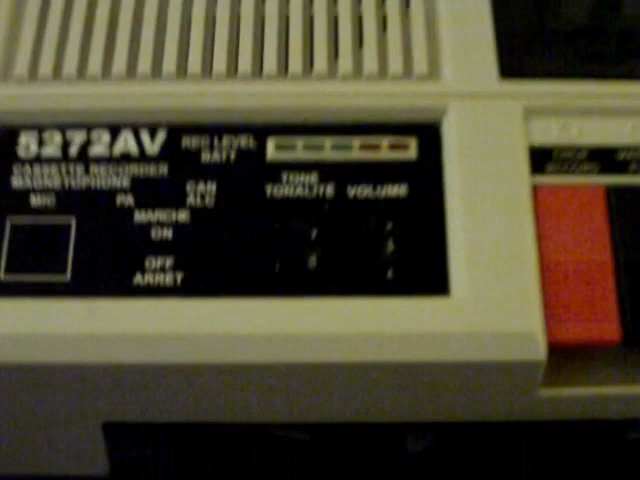 5272AV
REC LEVEL
BATT
CASSETTE RECORDER
MAGNETOPHONE
MIC
PA
CAN
ALC
MARCHE
ON
OFF
ARRET
TONE
TONALITE
VOLUME